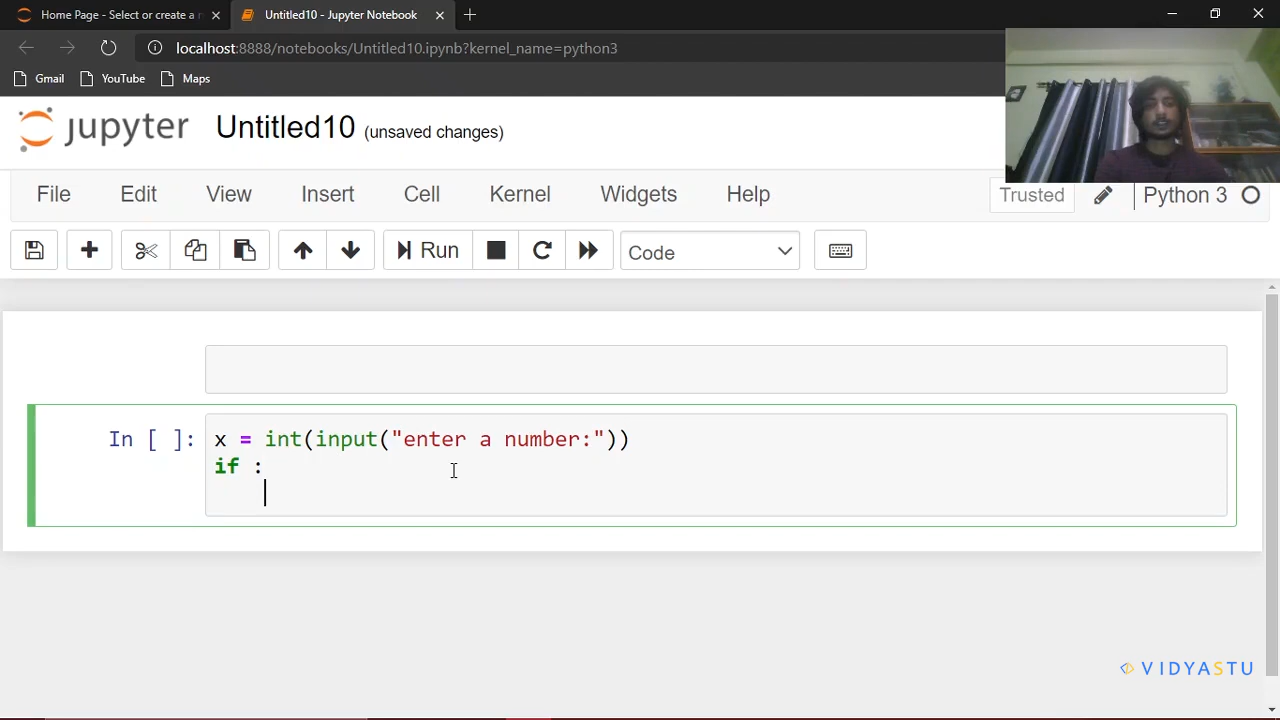 Home Page - Select or create a n
Untitled10 - Jupyter Notebook
localhost:8888/notebooks/Untitled10.ipynb?kernel_name=python3
Gmail YouTube Maps
jupyter Untitled10 (unsaved changes)
File Edit View Insert Cell Kernel Widgets Help Trusted Python 3
Run Code
In [ ]: x = int(input("enter a number:"))
if :
VIDYASTU